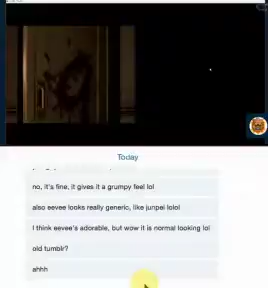 Today
no, it's fine, it gives it a grumpy feel lol
also eevee looks really generic, like junpei lolol
I think eevee's adorable, but wow it is normal looking lol
old tumblr?
ahhh